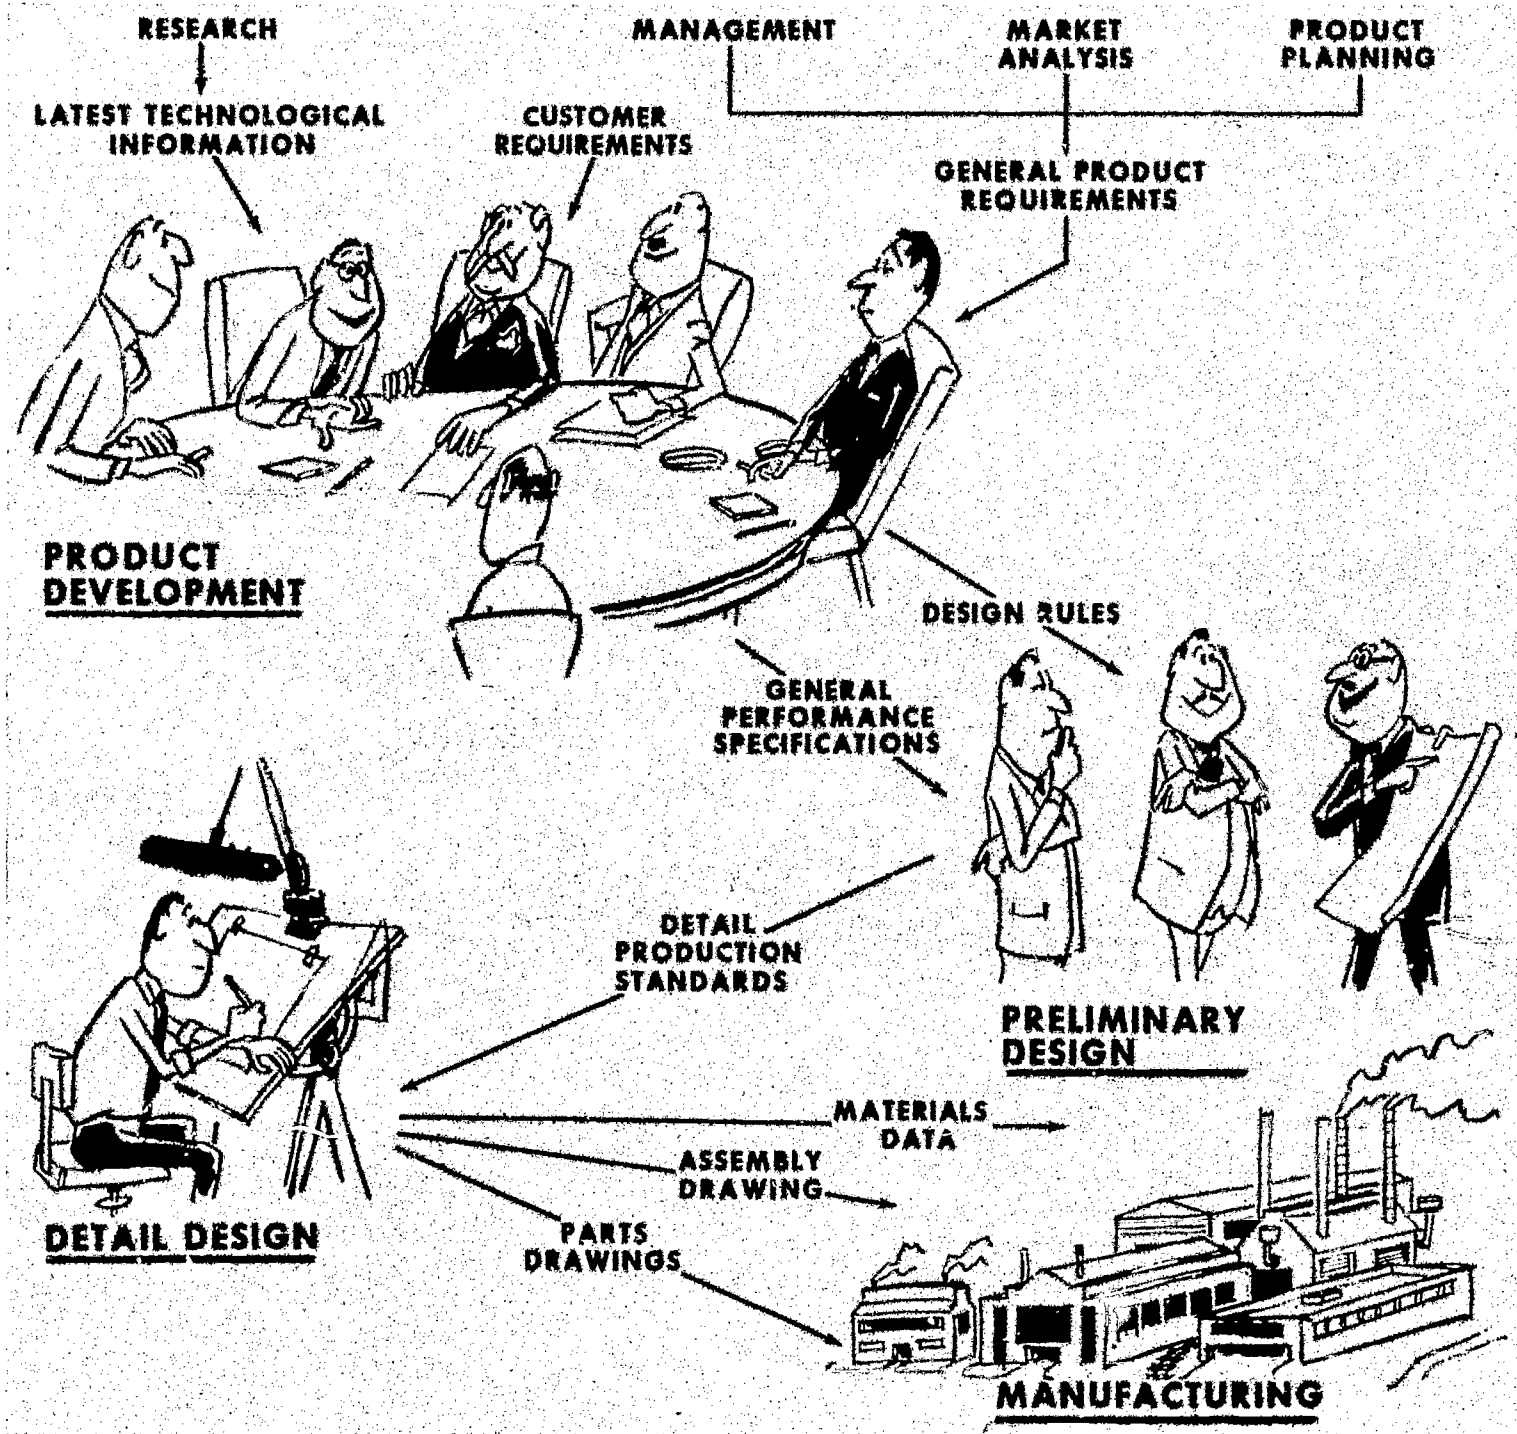 RESEARCH
MANAGEMENT
MARKET
ANALYSIS
PRODUCT
PLANNING
LATEST TECHNOLOGICAL
INFORMATION
CUSTOMER
REQUIREMENTS
GENERAL PRODUCT
REQUIREMENTS
PRODUCT
DEVELOPMENT
DESIGN RULES
GENERAL
PERFORMANCE
SPECIFICATIONS
DETAIL
PRODUCTION
STANDARDS
PRELIMINARY
DESIGN
MATERIALS
DATA
ASSEMBLY
DRAWING
PARTS
DRAWINGS
DETAIL DESIGN
MANUFACTURING